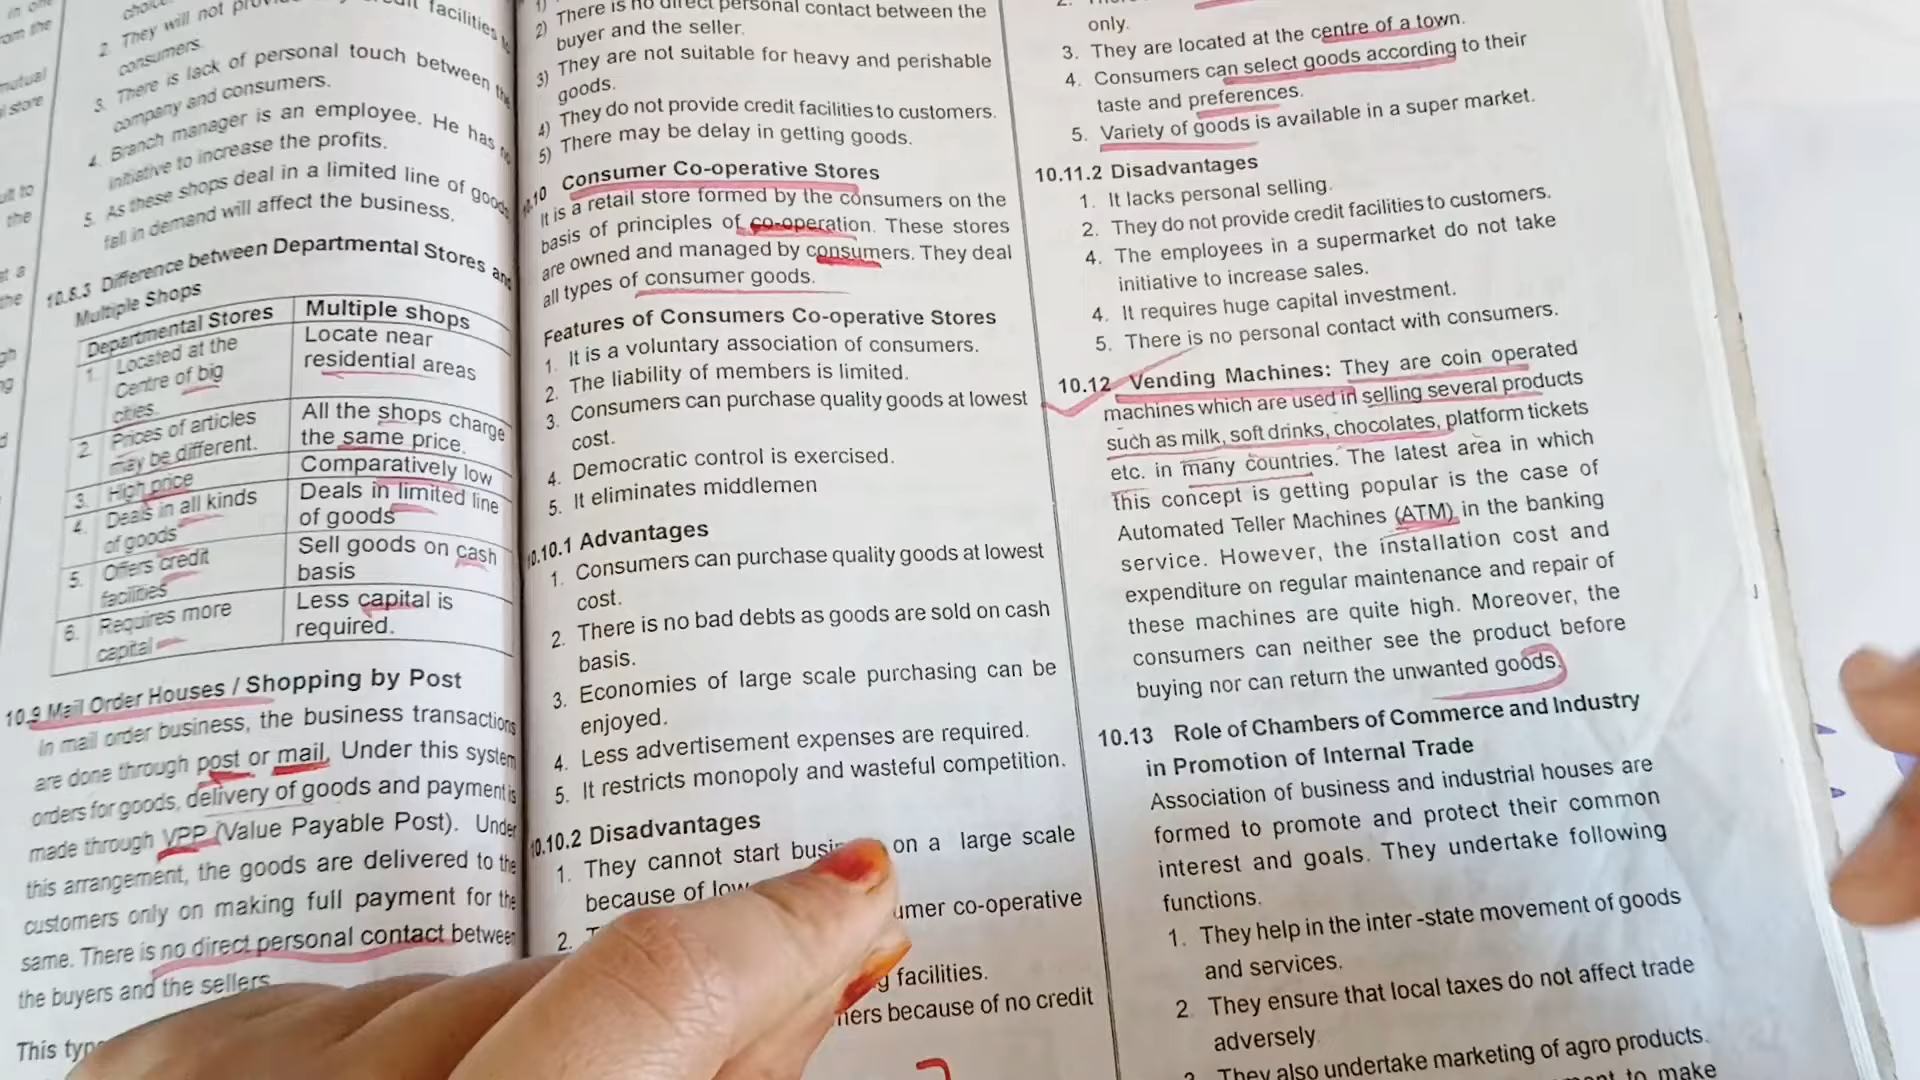 in one
om the
mutual
al store
the
at a
the
choice.
2. They will not facilities
consumers.
3. There is lack of personal touch between the
company and consumers.
4. Branch manager is an employee. He has
initiative to increase the profits.
5. As these shops deal in a limited line of goods
fall in demand will affect the business.
10.8.3 Difference between Departmental Stores and
Multiple Shops
Departmental Stores Multiple shops
1. Located at the Centre of big cities. Locate near residential areas
2. Prices of articles may be different. All the shops charge the same price.
3. High price Comparatively low
4. Deals in all kinds of goods Deals in limited line of goods
5. Offers credit facilities Sell goods on cash basis
6. Requires more capital Less capital is required.
10.9 Mail Order Houses / Shopping by Post
In mail order business, the business transactions
are done through post or mail. Under this system
orders for goods, delivery of goods and payment is
made through VPP (Value Payable Post). Under
this arrangement, the goods are delivered to the
customers only on making full payment for the
same. There is no direct personal contact between
the buyers and the sellers
This
1)
2) There is no direct personal contact between the
buyer and the seller.
3) They are not suitable for heavy and perishable
goods.
4) They do not provide credit facilities to customers.
5) There may be delay in getting goods.
10.10 Consumer Co-operative Stores
It is a retail store formed by the consumers on the
basis of principles of co-operation. These stores
are owned and managed by consumers. They deal
all types of consumer goods.
Features of Consumers Co-operative Stores
1. It is a voluntary association of consumers.
2. The liability of members is limited.
3. Consumers can purchase quality goods at lowest
cost.
4. Democratic control is exercised.
5. It eliminates middlemen
10.10.1 Advantages
1. Consumers can purchase quality goods at lowest
cost.
2. There is no bad debts as goods are sold on cash
basis.
3. Economies of large scale purchasing can be
enjoyed.
4. Less advertisement expenses are required.
5. It restricts monopoly and wasteful competition.
10.10.2 Disadvantages
1. They cannot start on a large scale
because of low
2. umer co-operative
facilities.
because of no credit
2.
only.
3. They are located at the centre of a town.
4. Consumers can select goods according to their
taste and preferences.
5. Variety of goods is available in a super market.
10.11.2 Disadvantages
1. It lacks personal selling.
2. They do not provide credit facilities to customers.
4. The employees in a supermarket do not take
initiative to increase sales.
4. It requires huge capital investment.
5. There is no personal contact with consumers.
10.12 Vending Machines: They are coin operated
machines which are used in selling several products
such as milk, soft drinks, chocolates, platform tickets
etc. in many countries. The latest area in which
this concept is getting popular is the case of
Automated Teller Machines (ATM) in the banking
service. However, the installation cost and
expenditure on regular maintenance and repair of
these machines are quite high. Moreover, the
consumers can neither see the product before
buying nor can return the unwanted goods.
10.13 Role of Chambers of Commerce and Industry
in Promotion of Internal Trade
Association of business and industrial houses are
formed to promote and protect their common
interest and goals. They undertake following
functions.
1. They help in the inter -state movement of goods
and services.
2 They ensure that local taxes do not affect trade
adversely
They also undertake marketing of agro products.
to make